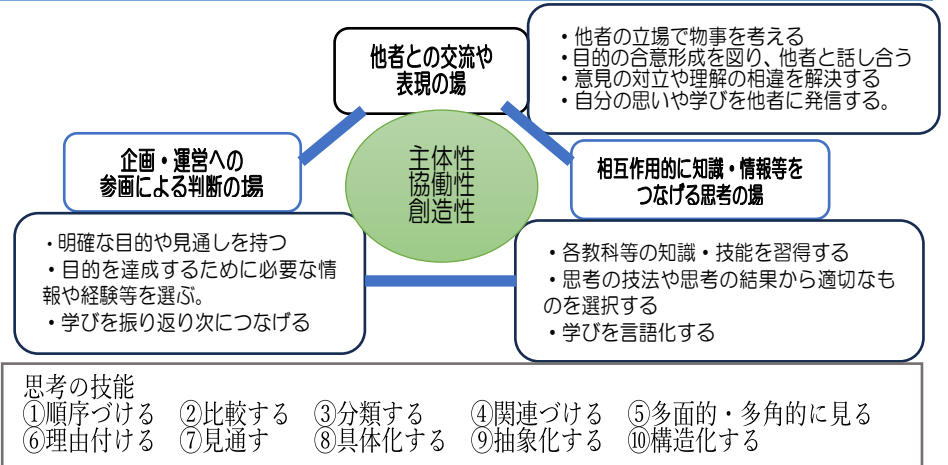 他者との交流や
表現の場
・他者の立場で物事を考える
・目的の合意形成を図り、他者と話し合う
・意見の対立や理解の相違を解決する
・自分の思いや学びを他者に発信する。
企画・運営への
参画による判断の場
主体性
協働性
創造性
相互作用的に知識・情報等を
つなげる思考の場
・明確な目的や見通しを持つ
・目的を達成するために必要な情
報や経験等を選ぶ。
・学びを振り返り次につなげる
・各教科等の知識・技能を習得する
・思考の技法や思考の結果から適切なも
のを選択する
・学びを言語化する
思考の技能
①順序づける ②比較する ③分類する ④関連づける ⑤多面的・多角的に見る
⑥理由付ける ⑦見通す ⑧具体化する ⑨抽象化する ⑩構造化する